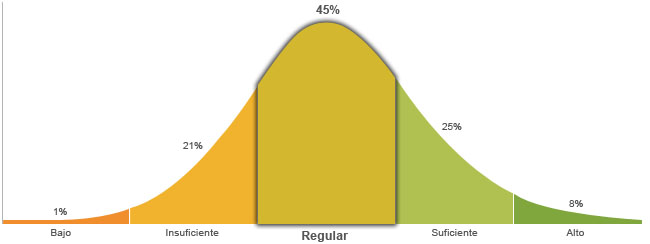 45%
21%
25%
1%
8%
Bajo
Insuficiente
Regular
Suficiente
Alto